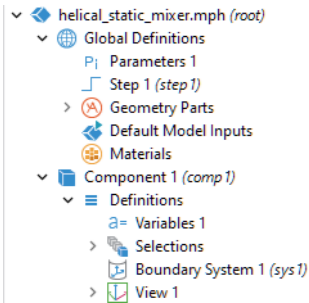 helical_static_mixer.mph (root)
Global Definitions
Pi Parameters 1
Step 1 (step1)
Geometry Parts
Default Model Inputs
Materials
Component 1 (comp1)
Definitions
a= Variables 1
Selections
Boundary System 1 (sys1)
View 1